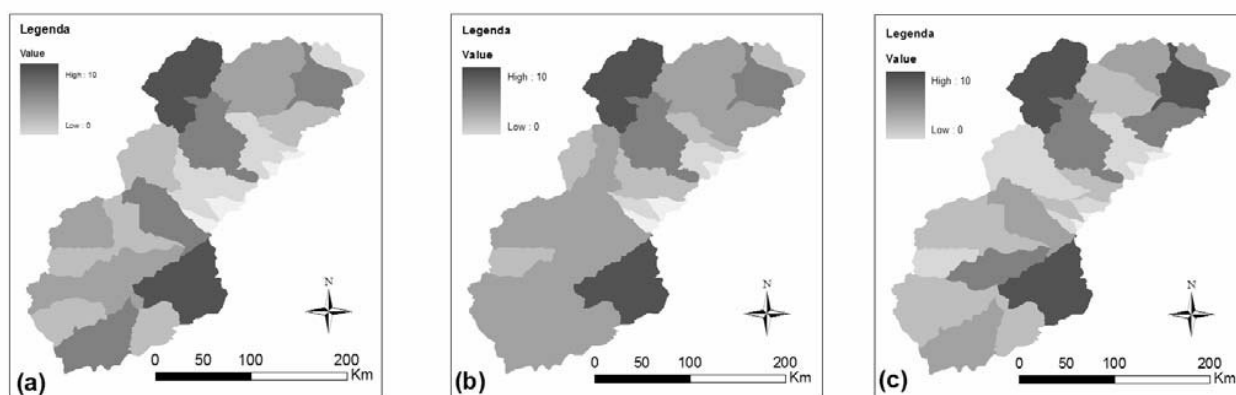 Legenda
Value
High : 10
Low : 0
N
0 50 100 200
Km
(a)
Legenda
Value
High : 10
Low : 0
N
0 50 100 200
Km
(b)
Legenda
Value
High : 10
Low : 0
N
0 50 100 200
Km
(c)